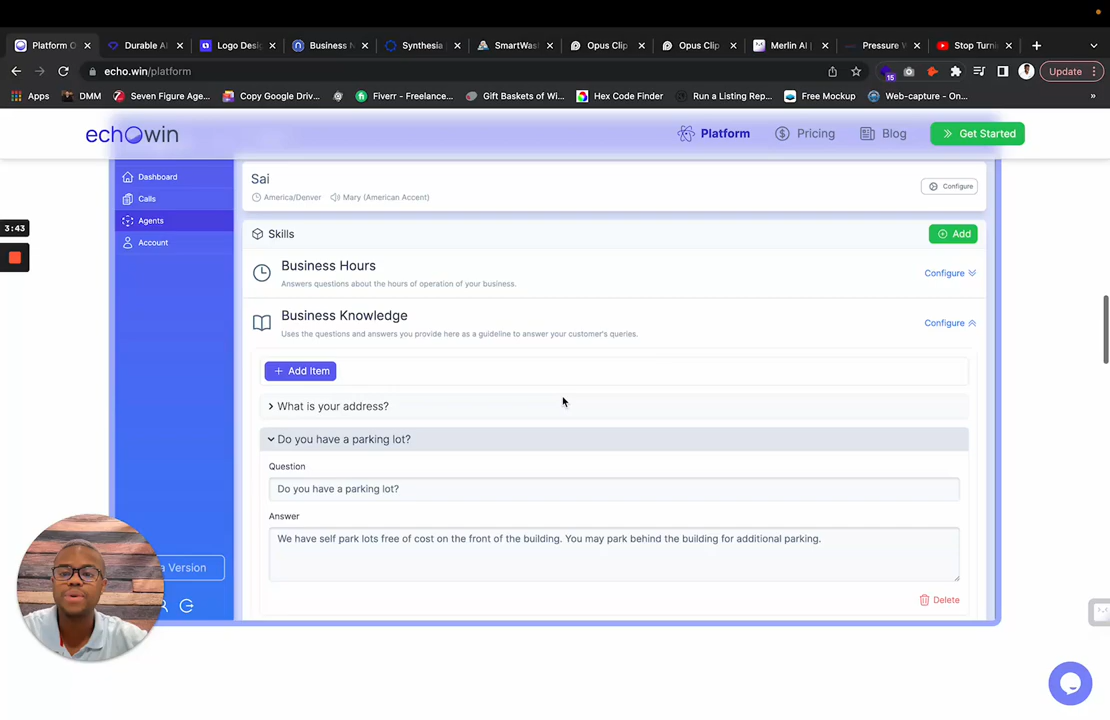 Platform O
Durable AI
Logo Desig
Business N
Synthesia
SmartWas
Opus Clip
Opus Clip
Merlin AI |
Pressure W
Stop Turni
echo.win/platform
15
Update
Apps
DMM
Seven Figure Age...
Copy Google Driv...
Fiverr - Freelance...
Gift Baskets of Wi...
Hex Code Finder
Run a Listing Rep...
Free Mockup
Web-capture - On...
»
echowin
Platform
Pricing
Blog
Get Started
Dashboard
Calls
Agents
Account
Sai
America/Denver
Mary (American Accent)
Configure
3:43
Skills
Add
Business Hours
Answers questions about the hours of operation of your business.
Configure
Business Knowledge
Uses the questions and answers you provide here as a guideline to answer your customer's queries.
Configure
+ Add Item
What is your address?
Do you have a parking lot?
Question
Do you have a parking lot?
Answer
We have self park lots free of cost on the front of the building. You may park behind the building for additional parking.
Delete
a Version